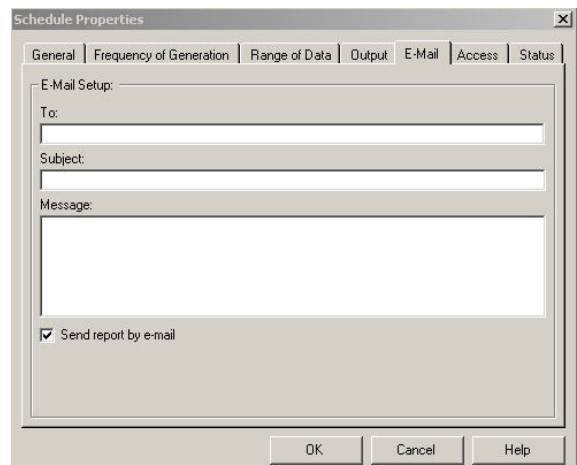 Schedule Properties
General Frequency of Generation Range of Data Output E-Mail Access Status
E-Mail Setup:
To:
Subject:
Message:
Send report by e-mail
OK Cancel Help